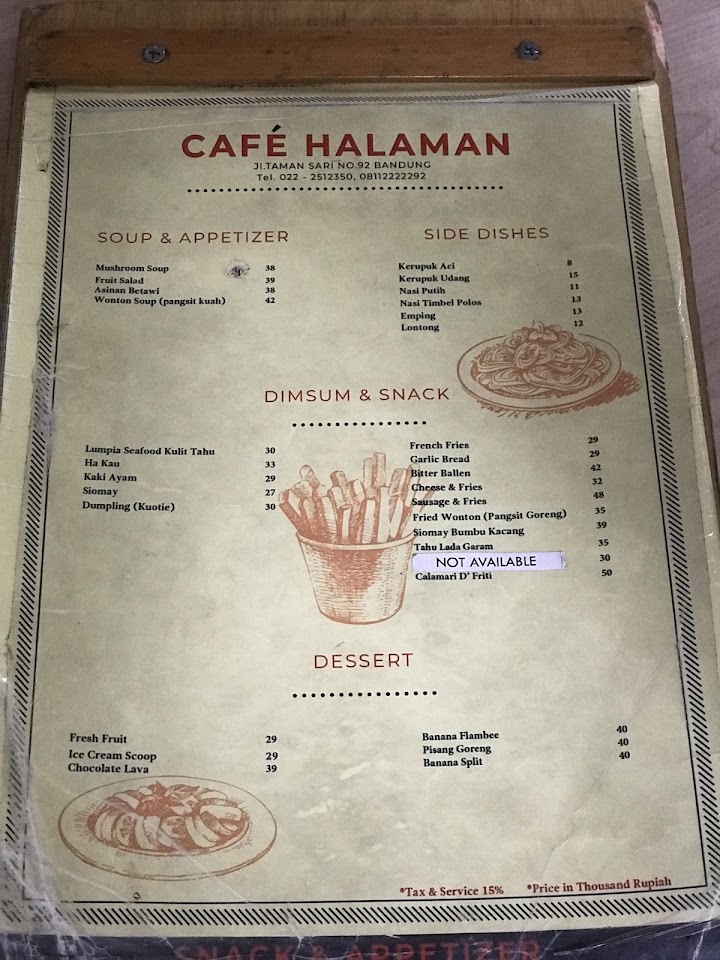 CAFÉ HALAMAN
Jl.TAMAN SARI NO.92 BANDUNG
Tel. 022 - 2512350, 08112222292
SOUP & APPETIZER
Mushroom Soup 38
Fruit Salad 39
Asinan Betawi 38
Wonton Soup (pangsit kuah) 42
SIDE DISHES
Kerupuk Aci 8
Kerupuk Udang 15
Nasi Putih 11
Nasi Timbel Polos 13
Emping 13
Lontong 12
DIMSUM & SNACK
Lumpia Seafood Kulit Tahu 30
Ha Kau 33
Kaki Ayam 29
Siomay 27
Dumpling (Kuotie) 30
French Fries 29
Garlic Bread 29
Bitter Ballen 42
Cheese & Fries 32
Sausage & Fries 48
Fried Wonton (Pangsit Goreng) 35
Siomay Bumbu Kacang 39
Tahu Lada Garam 35
NOT AVAILABLE 30
Calamari D' Friti 50
DESSERT
Fresh Fruit 29
Ice Cream Scoop 29
Chocolate Lava 39
Banana Flambee 40
Pisang Goreng 40
Banana Split 40
*Tax & Service 15% *Price in Thousand Rupiah
SNACK & APPETIZER